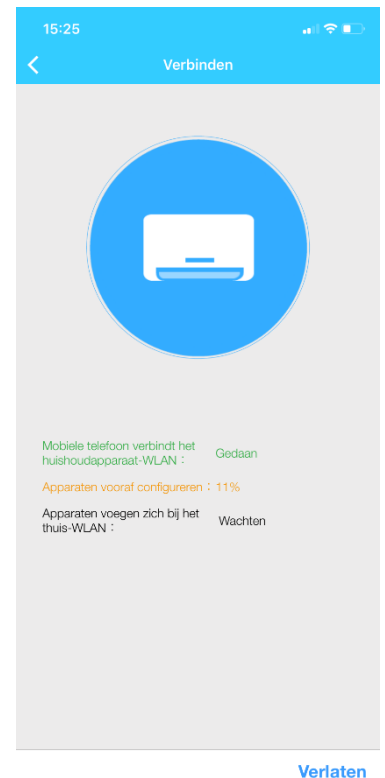 15:25
Verbinden
Mobiele telefoon verbindt het
huishoudapparaat-WLAN： Gedaan
Apparaten vooraf configureren：11%
Apparaten voegen zich bij het
thuis-WLAN： Wachten
Verlaten